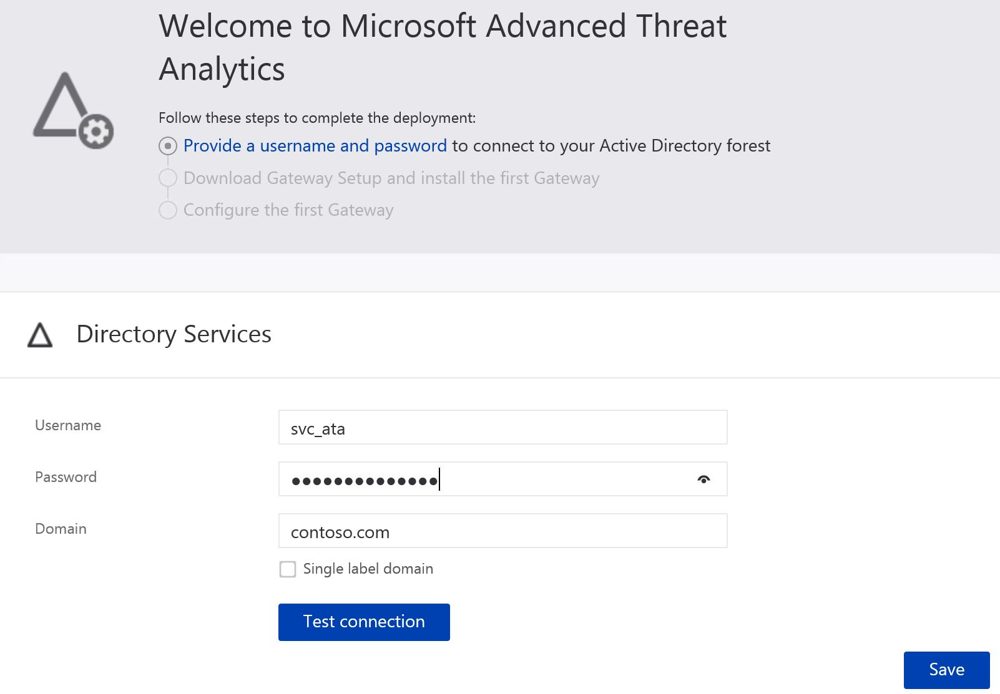 Welcome to Microsoft Advanced Threat
Analytics
Follow these steps to complete the deployment:
Provide a username and password to connect to your Active Directory forest
Download Gateway Setup and install the first Gateway
Configure the first Gateway
Directory Services
Username
svc_ata
Password
●●●●●●●●●●●●●●
Domain
contoso.com
Single label domain
Test connection
Save